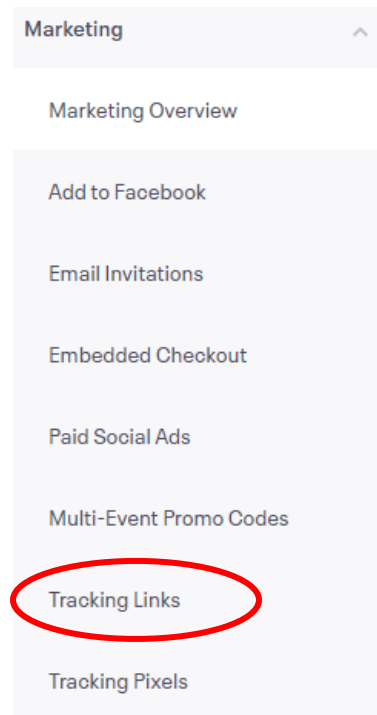 Marketing
Marketing Overview
Add to Facebook
Email Invitations
Embedded Checkout
Paid Social Ads
Multi-Event Promo Codes
Tracking Links
Tracking Pixels